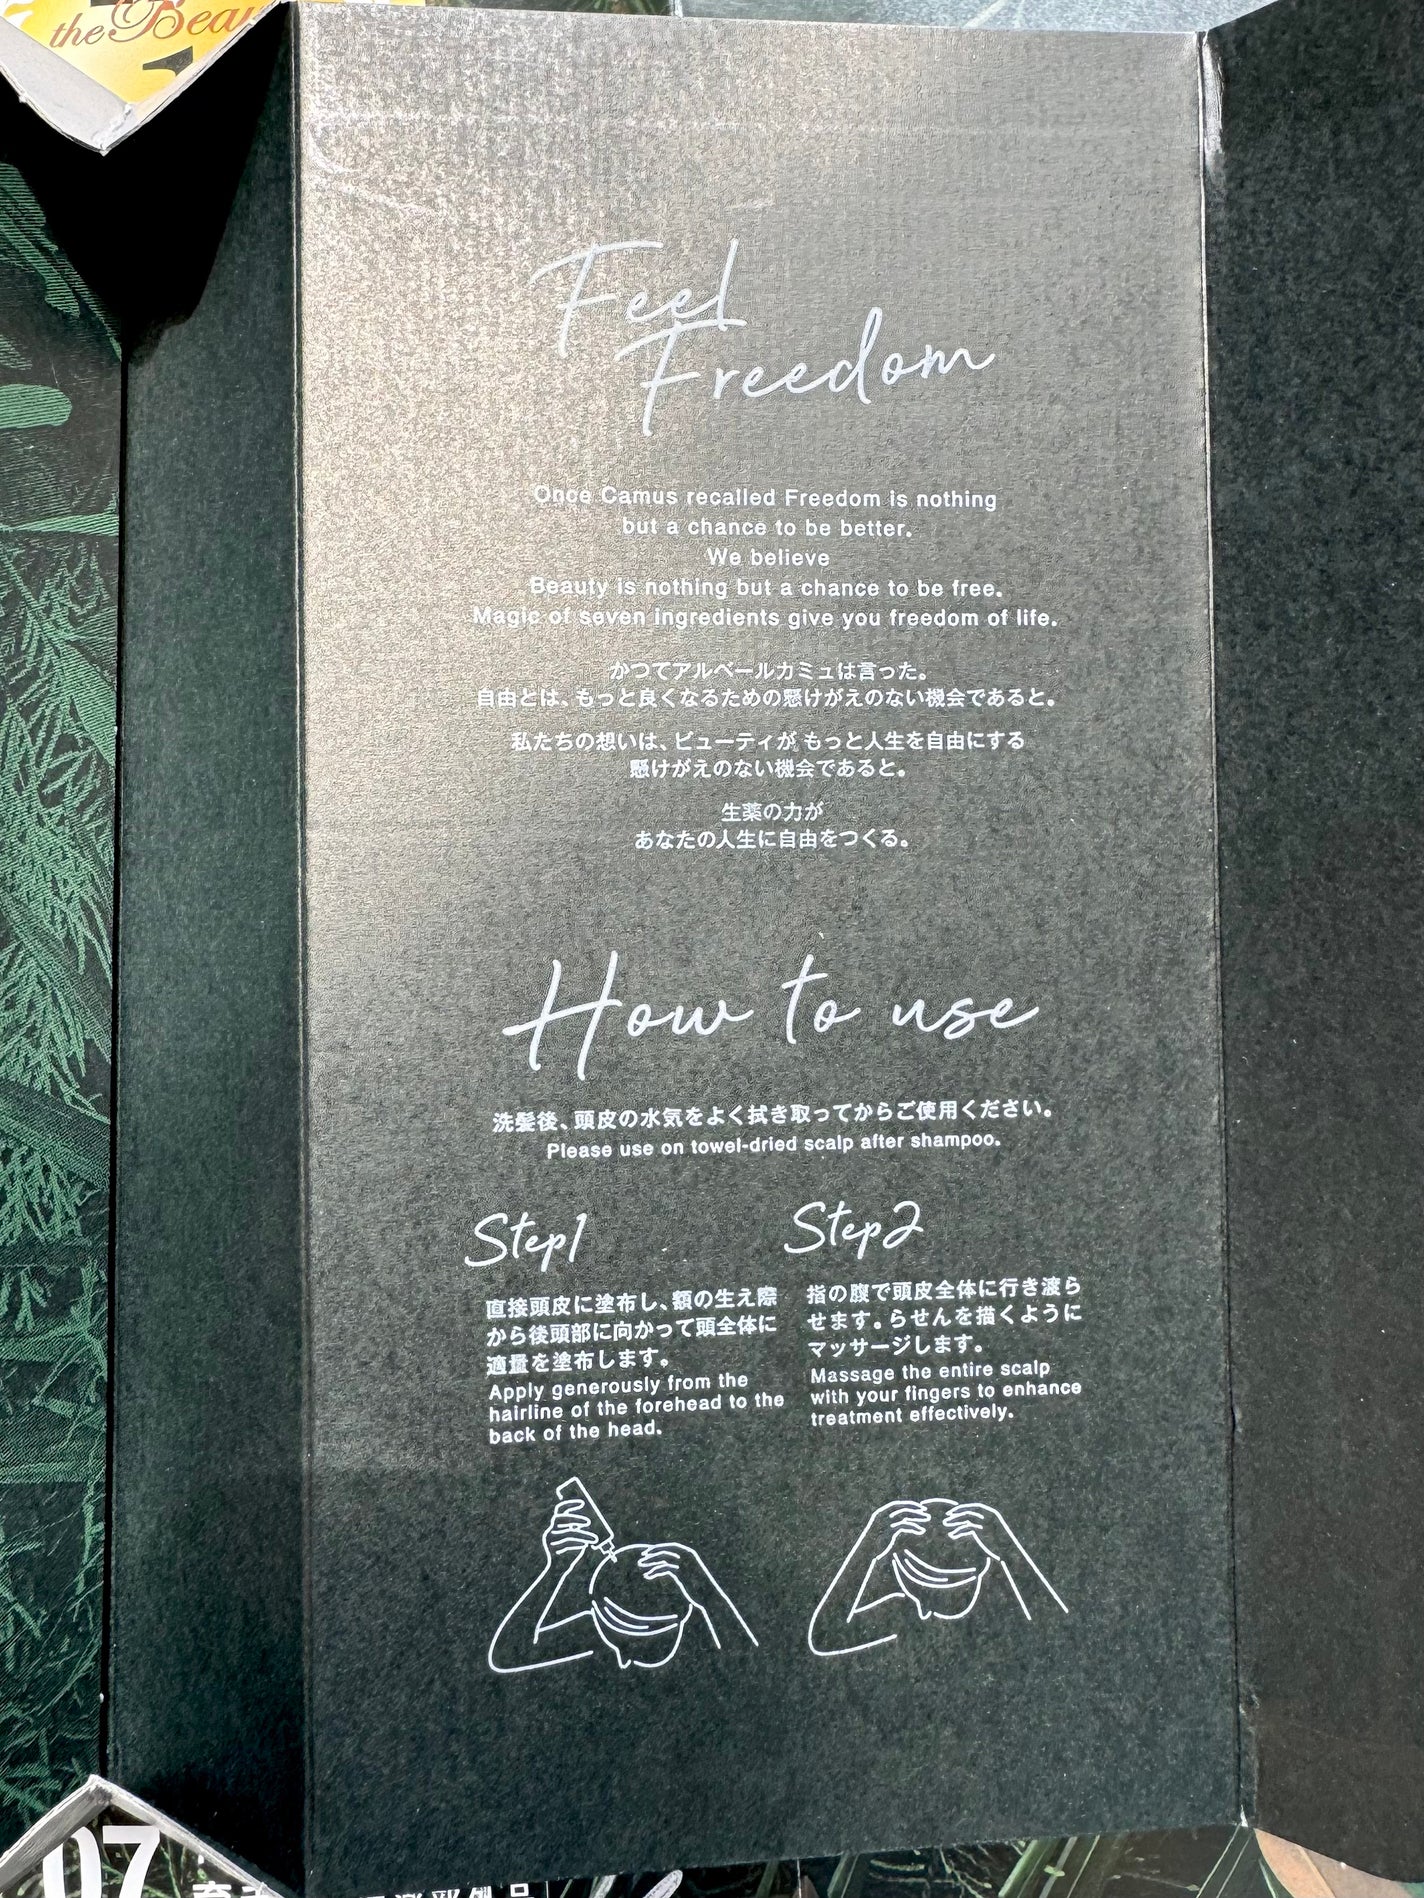 the Beau
Feel
Freedom
Once Camus recalled Freedom is nothing
but a chance to be better.
We believe
Beauty is nothing but a chance to be free.
Magic of seven ingredients give you freedom of life.
かつてアルベールカミュは言った。
自由とは、もっと良くなるための懸けがえのない機会であると。
私たちの想いは、ビューティが、もっと人生を自由にする
懸けがえのない機会であると。
生薬の力が
あなたの人生に自由をつくる。
How to use
洗髪後、頭皮の水気をよく拭き取ってからご使用ください。
Please use on towel-dried scalp after shampoo.
Step1
直接頭皮に塗布し、額の生え際
から後頭部に向かって頭全体に
適量を塗布します。
Apply generously from the
hairline of the forehead to the
back of the head.
Step2
指の腹で頭皮全体に行き渡ら
せます。らせんを描くように
マッサージします。
Massage the entire scalp
with your fingers to enhance
treatment effectively.
07